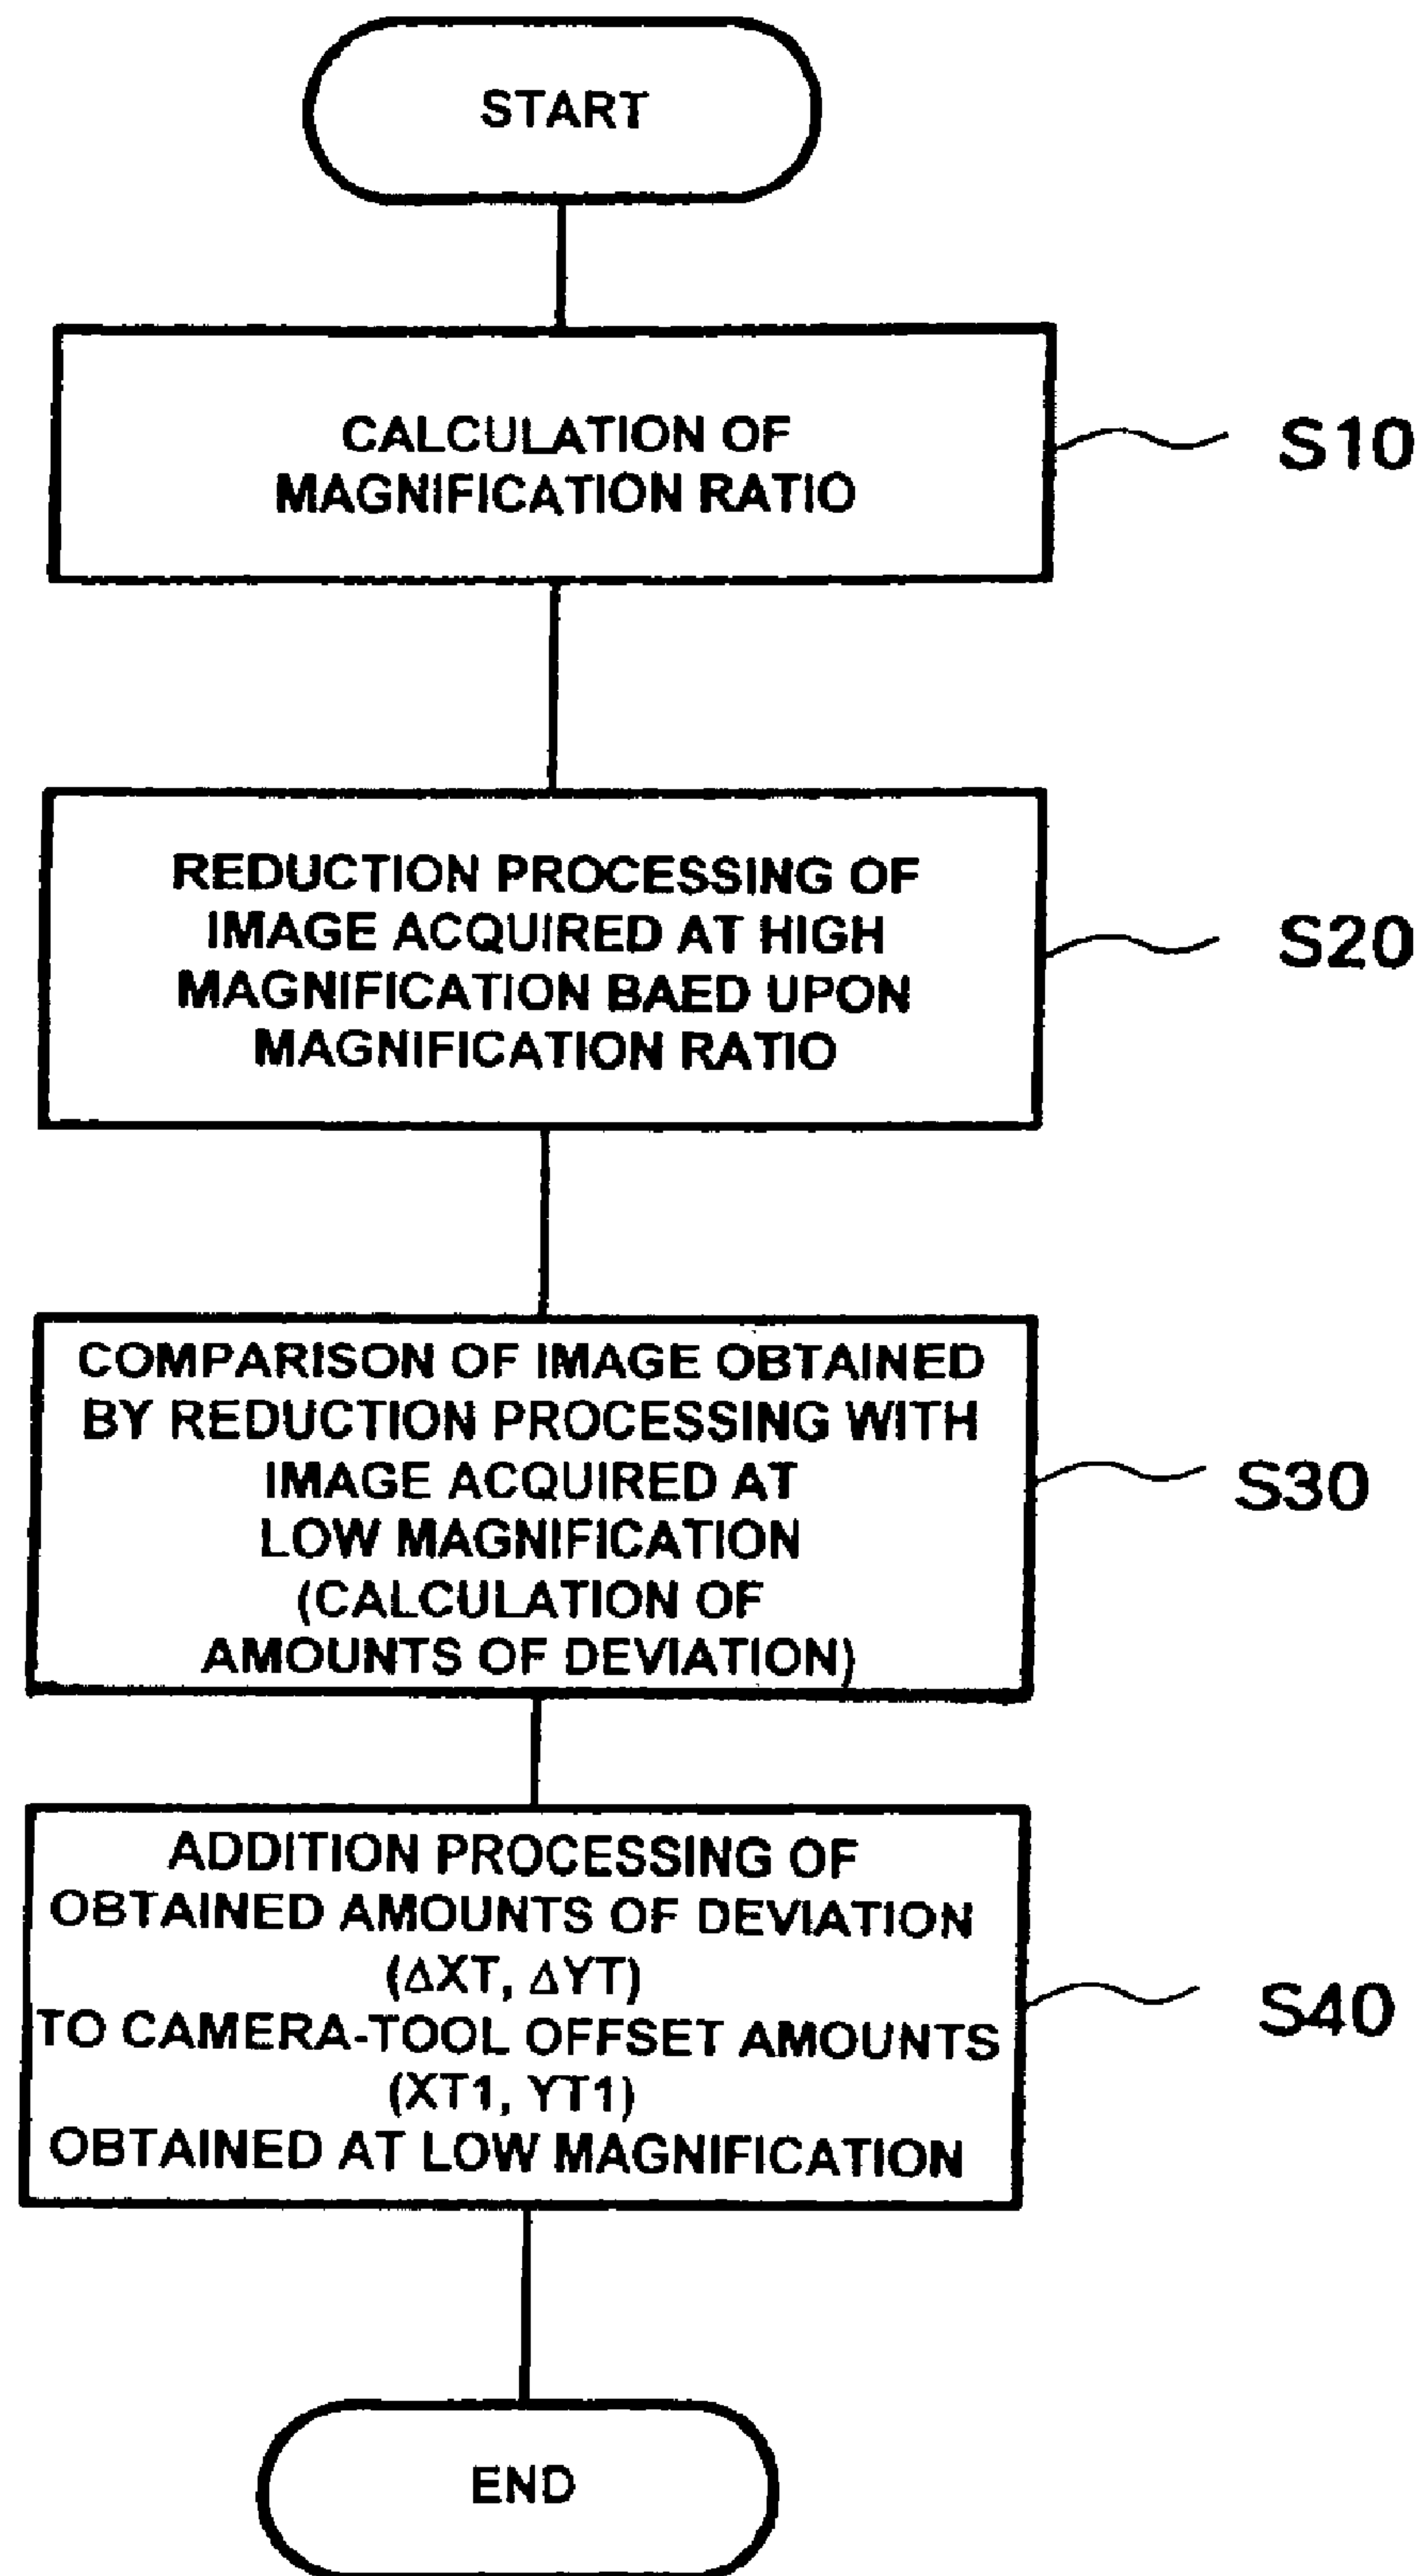 START
CALCULATION OF
MAGNIFICATION RATIO
S10
REDUCTION PROCESSING OF
IMAGE ACQUIRED AT HIGH
MAGNIFICATION BAED UPON
MAGNIFICATION RATIO
S20
COMPARISON OF IMAGE OBTAINED
BY REDUCTION PROCESSING WITH
IMAGE ACQUIRED AT
LOW MAGNIFICATION
(CALCULATION OF
AMOUNTS OF DEVIATION)
S30
ADDITION PROCESSING OF
OBTAINED AMOUNTS OF DEVIATION
(ΔXT, ΔYT)
TO CAMERA-TOOL OFFSET AMOUNTS
(XT1, YT1)
OBTAINED AT LOW MAGNIFICATION
S40
END